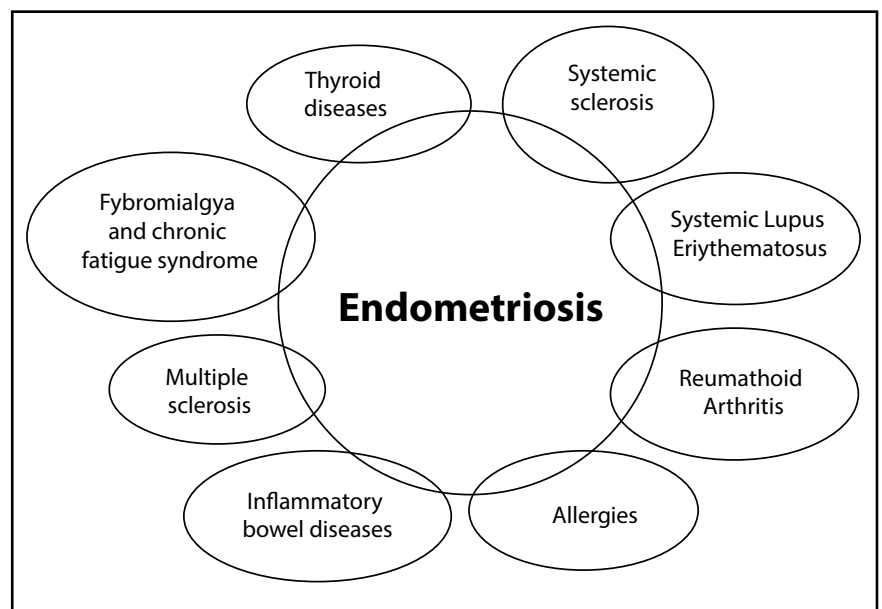 Thyroid
diseases
Systemic
sclerosis
Fybromialgya
and chronic
fatigue syndrome
Systemic Lupus
Eriythematosus
Endometriosis
Multiple
sclerosis
Reumathoid
Arthritis
Inflammatory
bowel diseases
Allergies